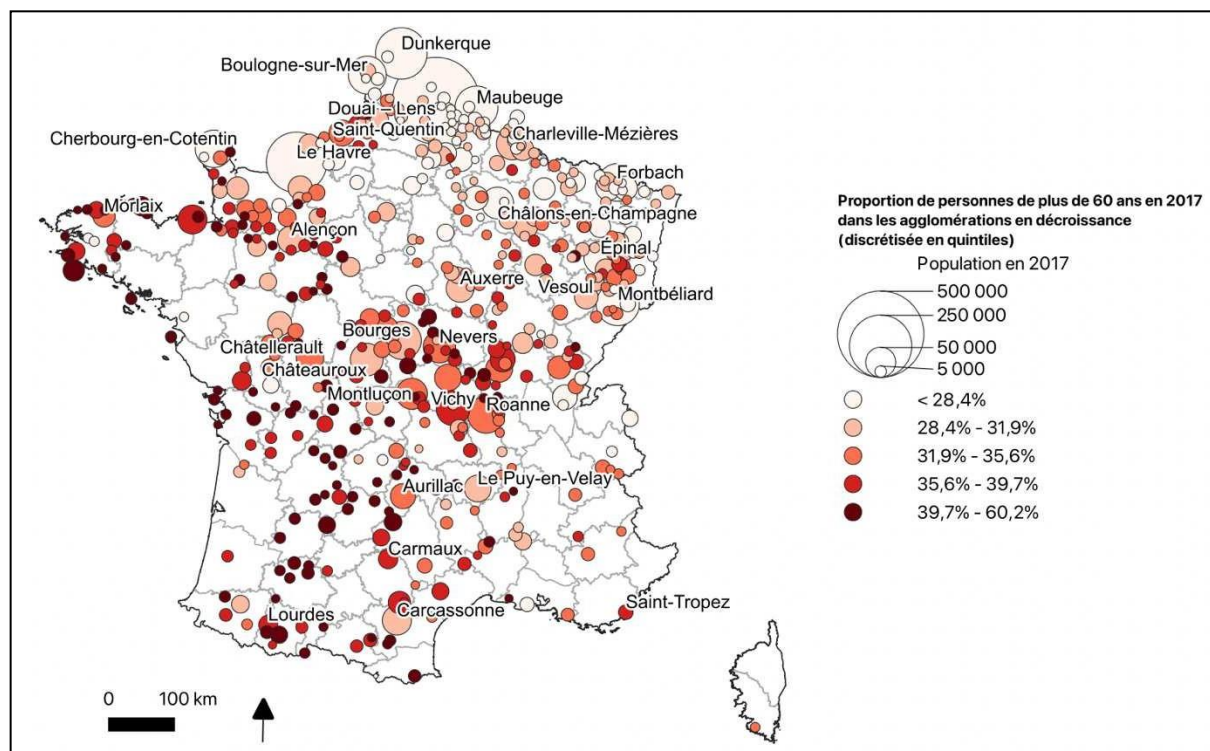 Dunkerque
Boulogne-sur-Mer
Maubeuge
Douai – Lens
Saint-Quentin
Charleville-Mézières
Cherbourg-en-Cotentin
Le Havre
Forbach
Morlaix
Châlons-en-Champagne
Alençon
Épinal
Auxerre
Vesoul
Montbéliard
Bourges
Nevers
Châtellerault
Châteauroux
Montluçon
Vichy
Roanne
Aurillac
Le Puy-en-Velay
Carmaux
Saint-Tropez
Lourdes
Carcassonne
0 100 km
Proportion de personnes de plus de 60 ans en 2017
dans les agglomérations en décroissance
(discrétisée en quintiles)
Population en 2017
500 000
250 000
50 000
5 000
< 28,4%
28,4% - 31,9%
31,9% - 35,6%
35,6% - 39,7%
39,7% - 60,2%